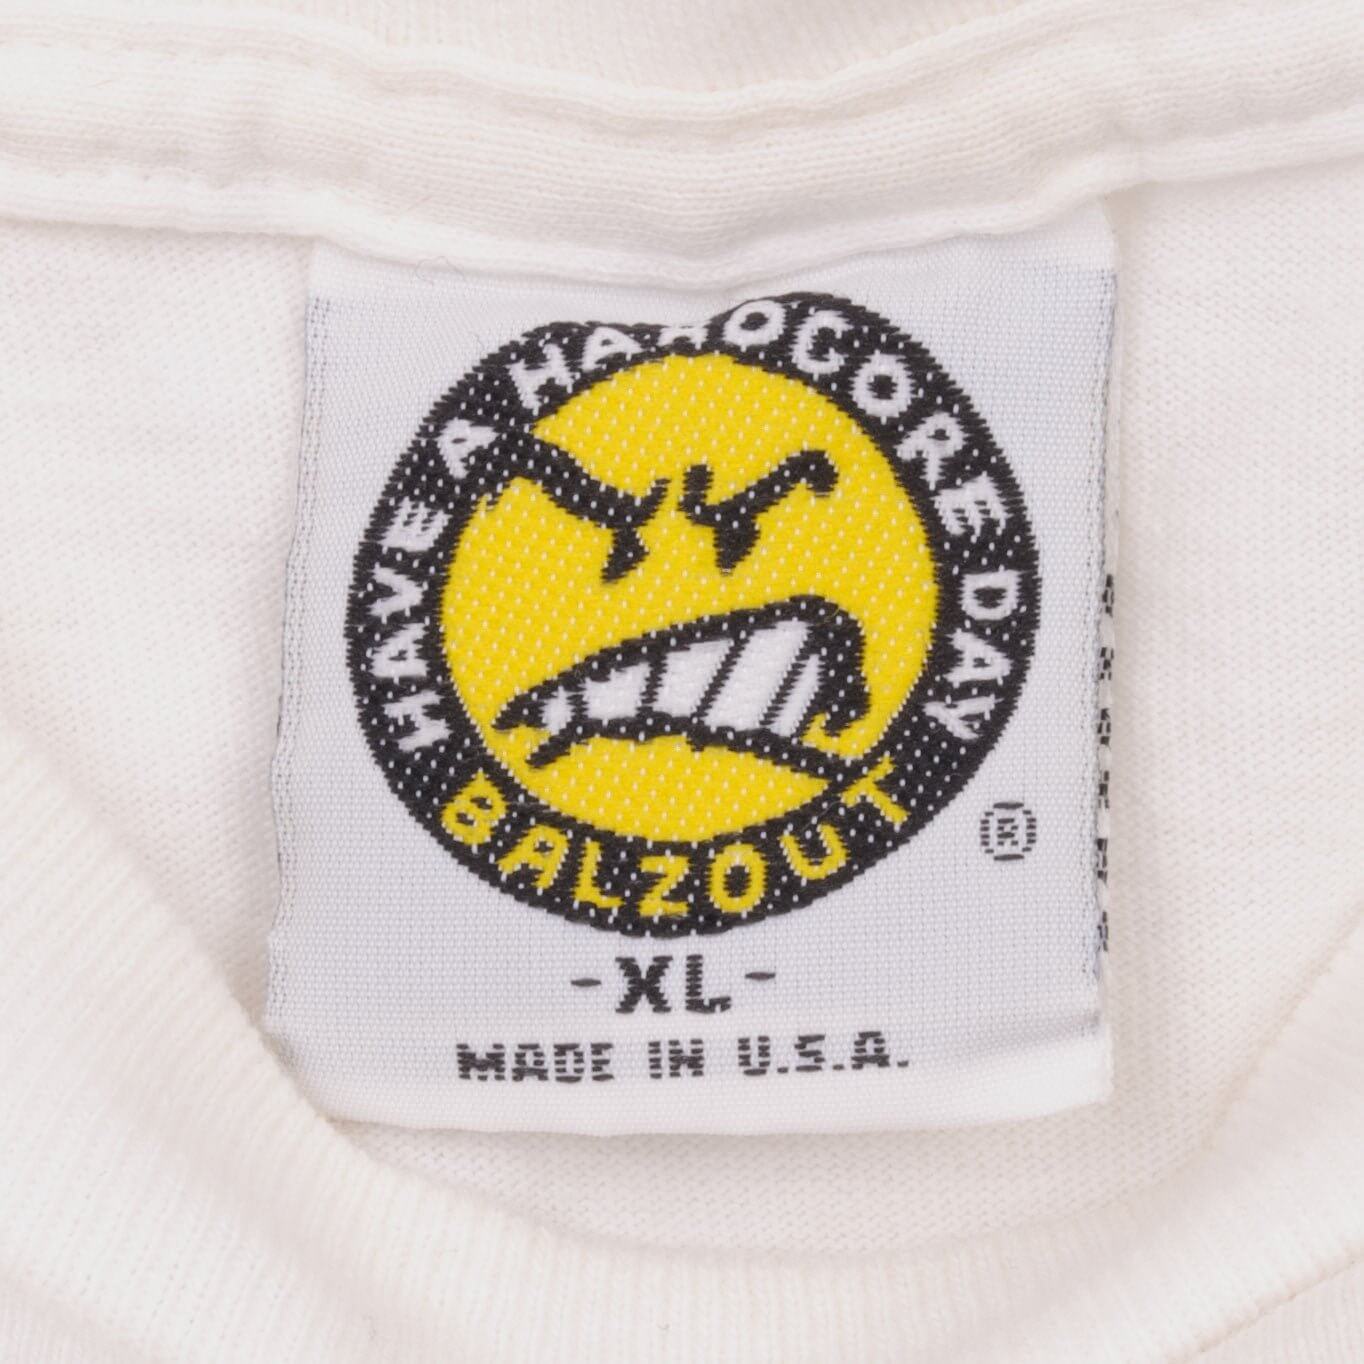 HAVE A HARDCORE DAY
BALZOUT
®
-XL-
MADE IN U.S.A.